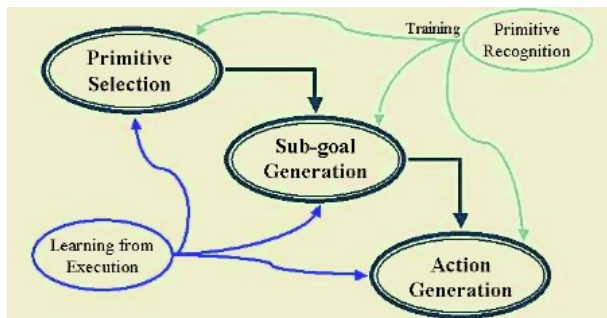 Primitive
Selection
Training
Primitive
Recognition
Sub-goal
Generation
Learning from
Execution
Action
Generation